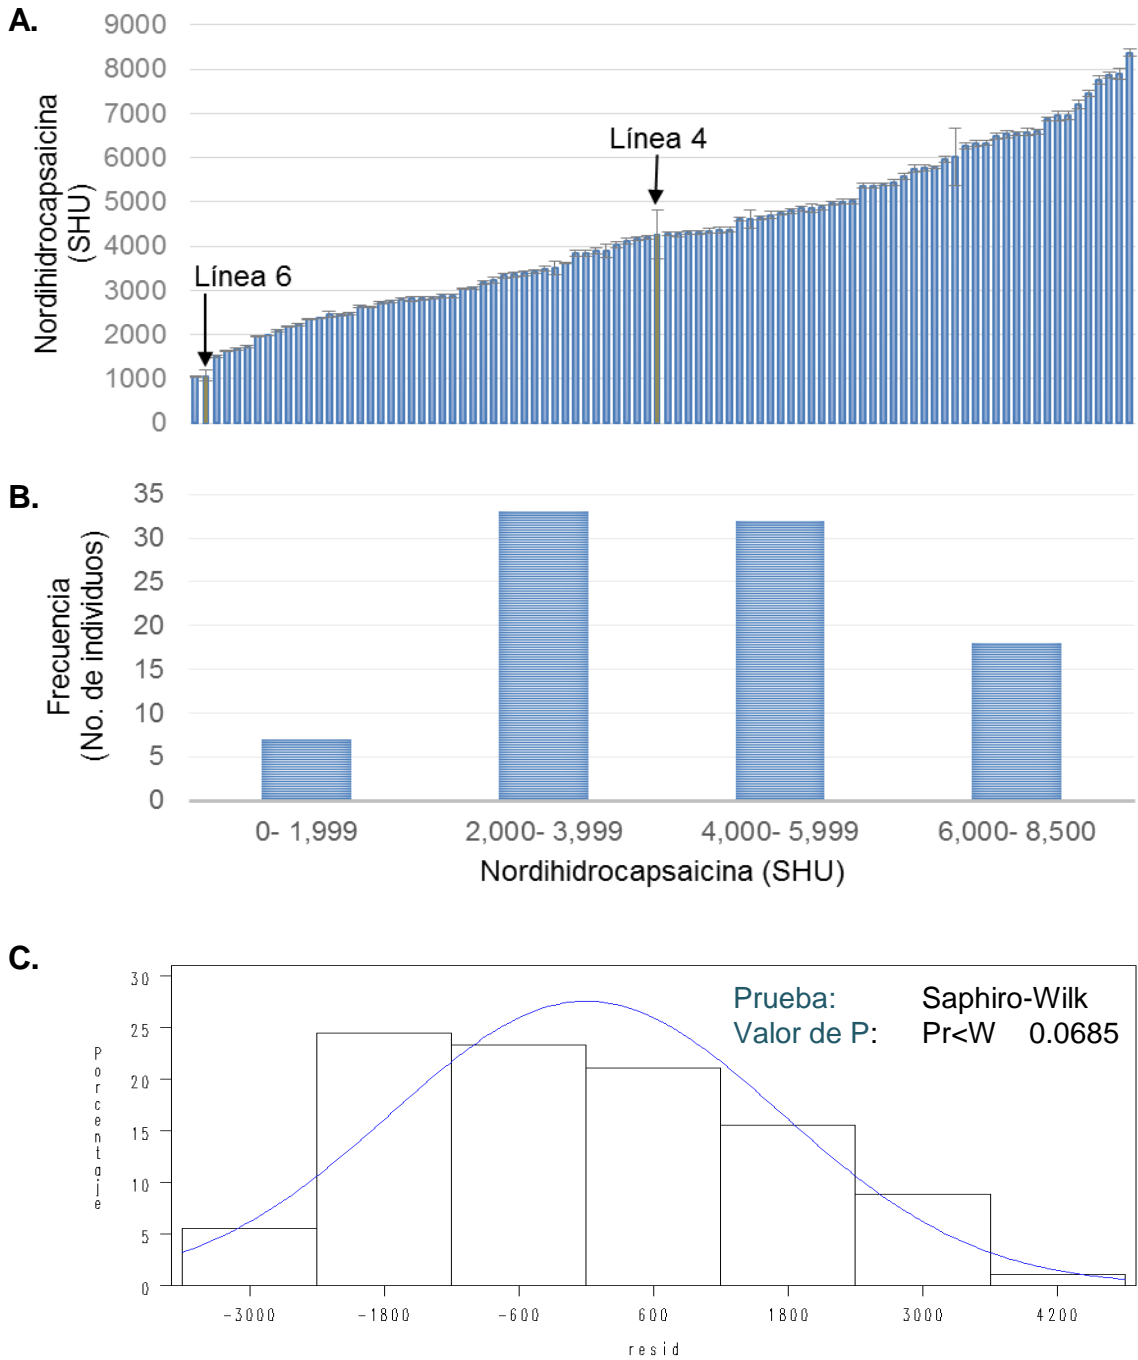 A.
Nordihidrocapsaicina
(SHU)
9000
8000
7000
6000
5000
4000
3000
2000
1000
0
Línea 6
Línea 4
B.
Frecuencia
(No. de individuos)
35
30
25
20
15
10
5
0
0- 1,999
2,000- 3,999
4,000- 5,999
6,000- 8,500
Nordihidrocapsaicina (SHU)
C.
Porcentaje
30
25
20
15
10
5
0
Prueba: Saphiro-Wilk
Valor de P: Pr<W 0.0685
-3000
-1800
-600
600
1800
3000
4200
resid